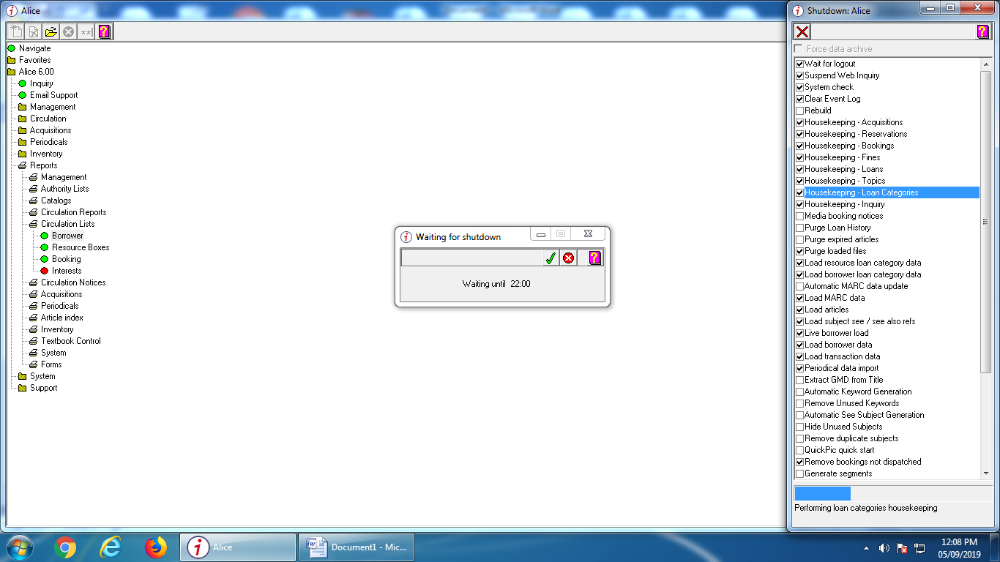 Alice
Navigate
Favorites
Alice 6.00
Inquiry
Email Support
Management
Circulation
Acquisitions
Periodicals
Inventory
Reports
Management
Authority Lists
Catalogs
Circulation Reports
Circulation Lists
Borrower
Resource Boxes
Booking
Interests
Circulation Notices
Acquisitions
Periodicals
Article index
Inventory
Textbook Control
System
Forms
System
Support
Waiting for shutdown
Waiting until 22:00
Shutdown: Alice
Force data archive
Wait for logout
Suspend Web Inquiry
System check
Clear Event Log
Rebuild
Housekeeping - Acquisitions
Housekeeping - Reservations
Housekeeping - Bookings
Housekeeping - Fines
Housekeeping - Loans
Housekeeping - Topics
Housekeeping - Loan Categories
Housekeeping - Inquiry
Media booking notices
Purge Loan History
Purge expired articles
Purge loaded files
Load resource loan category data
Load borrower loan category data
Automatic MARC data update
Load MARC data
Load articles
Load subject see / see also refs
Live borrower load
Load borrower data
Load transaction data
Periodical data import
Extract GMD from Title
Automatic Keyword Generation
Remove Unused Keywords
Automatic See Subject Generation
Hide Unused Subjects
Remove duplicate subjects
QuickPic quick start
Remove bookings not dispatched
Generate segments
Performing loan categories housekeeping
Alice
Document1 - Mic...
12:08 PM
05/09/2019